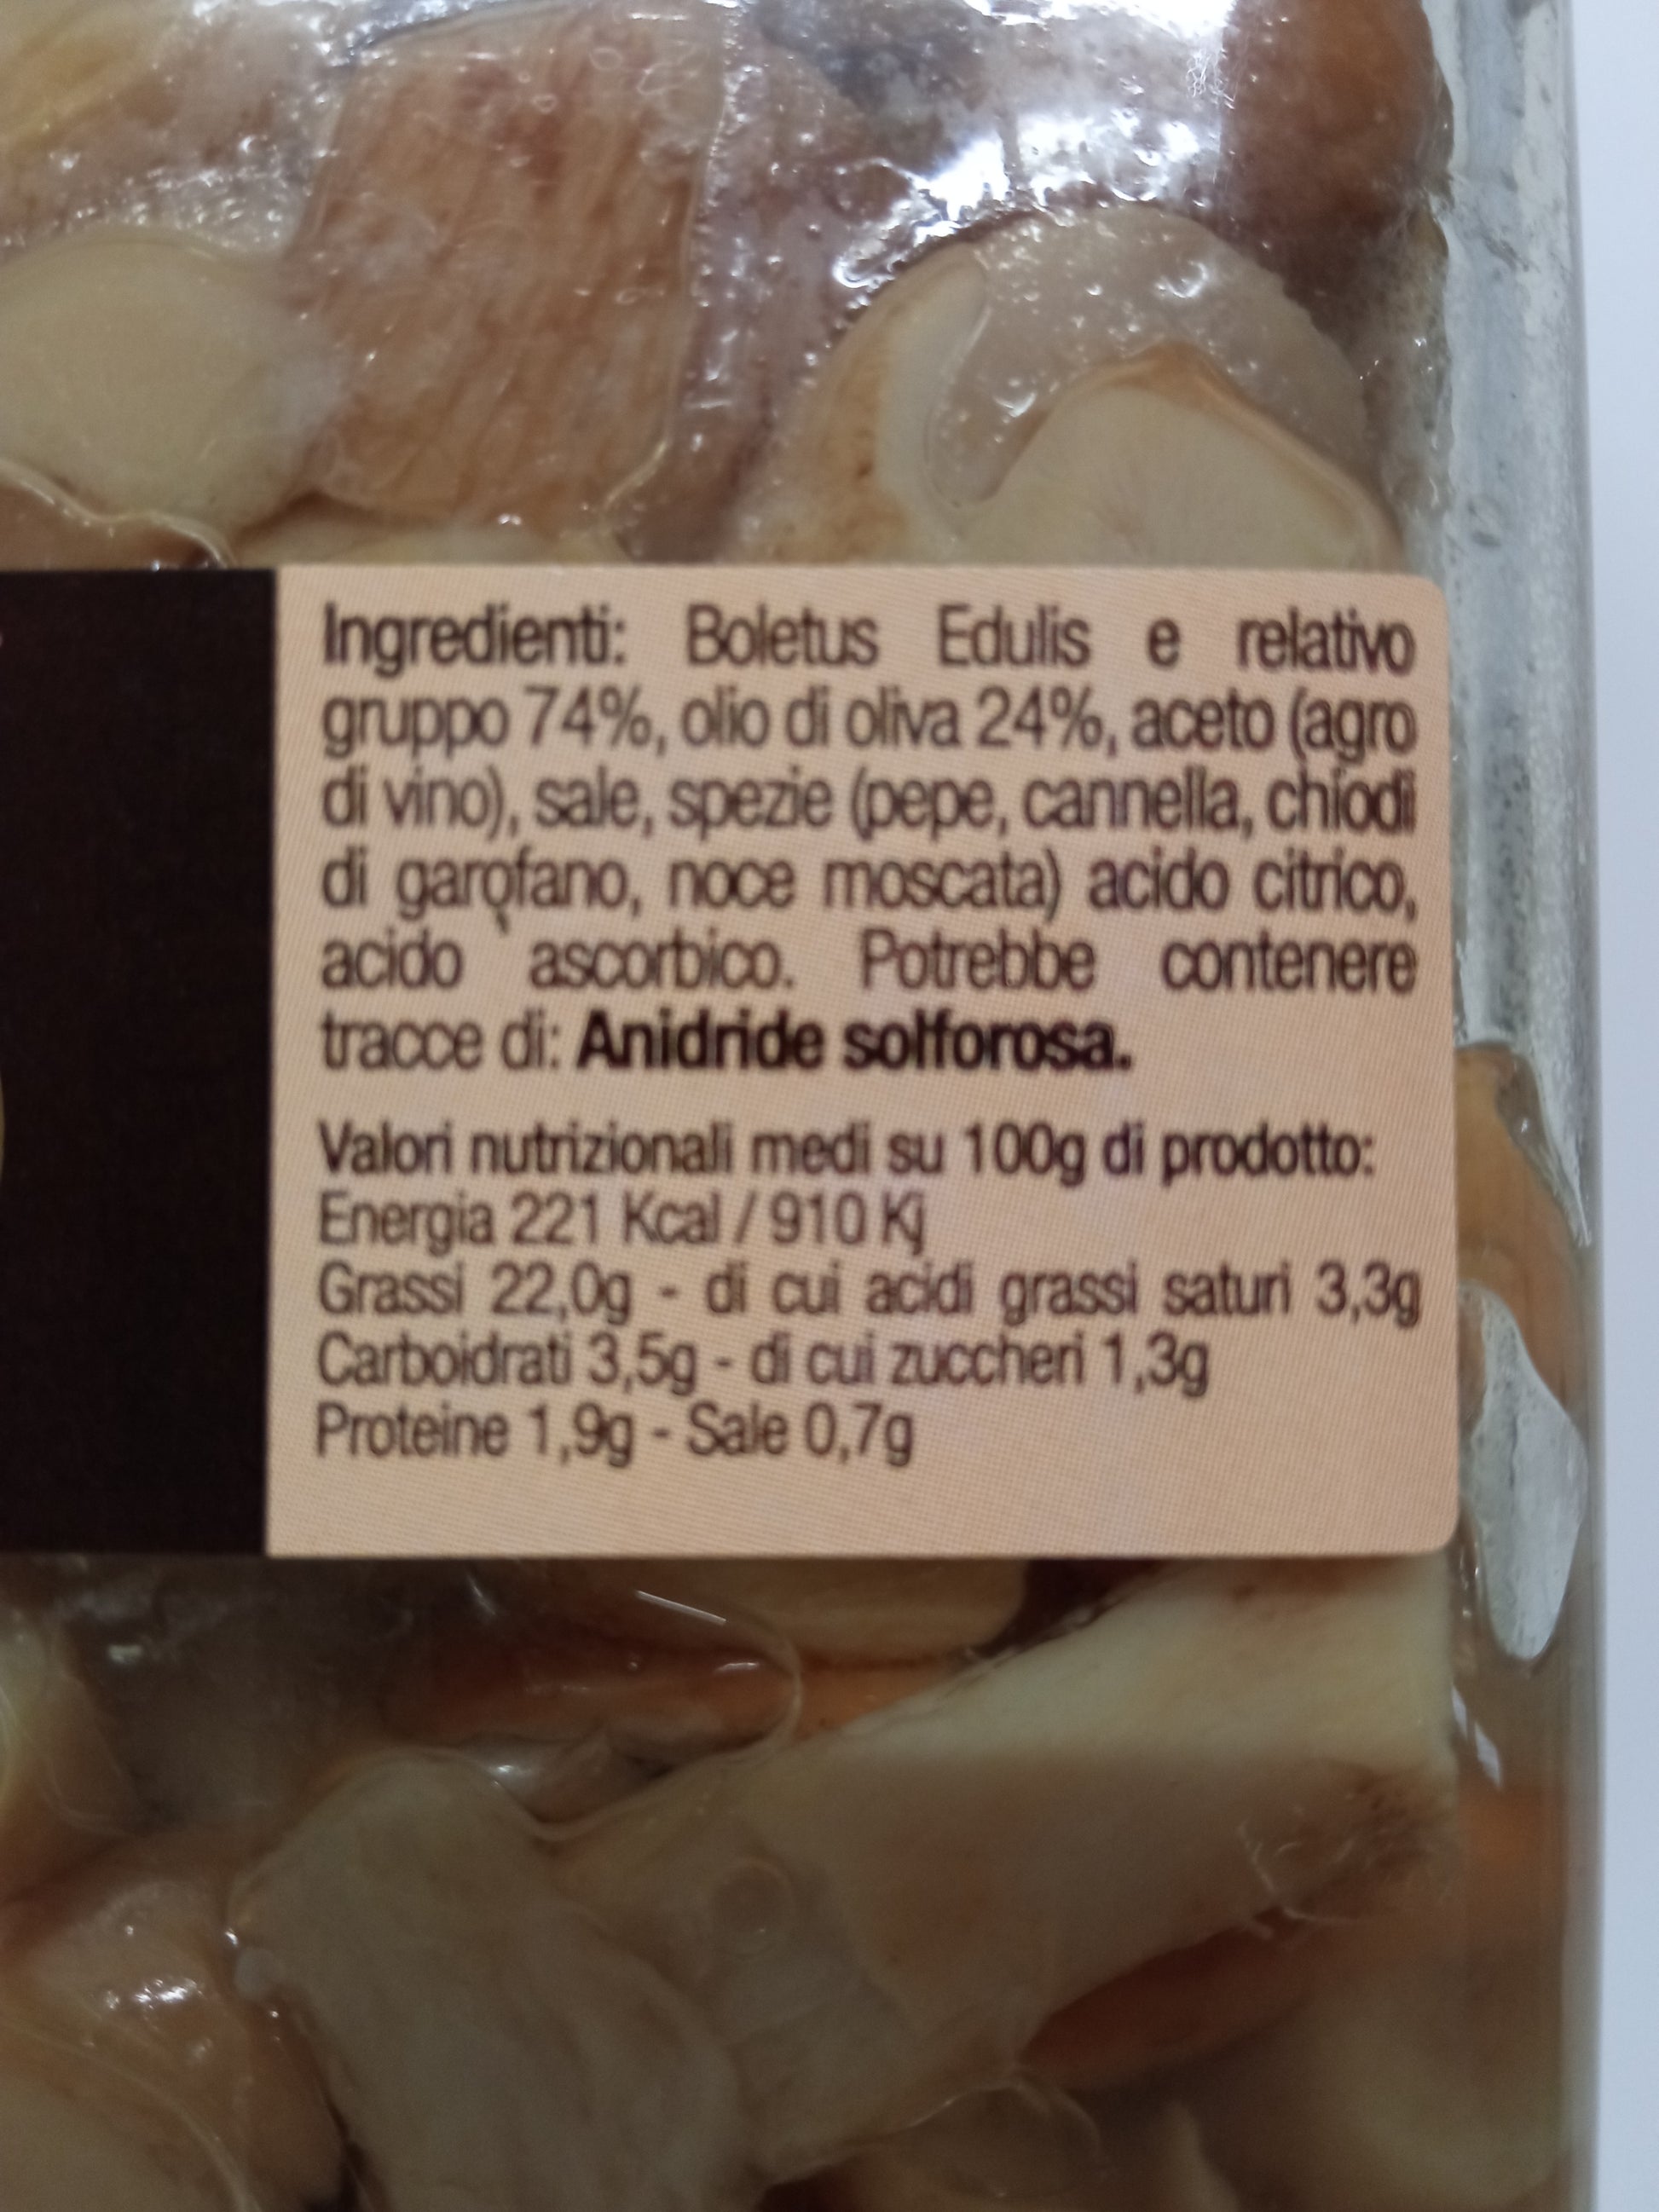 Ingredienti: Boletus Edulis e relativo
gruppo 74%, olio di oliva 24%, aceto (agro
di vino), sale, spezie (pepe, cannella, chiodi
di garofano, noce moscata) acido citrico,
acido ascorbico. Potrebbe contenere
tracce di: Anidride solforosa.
Valori nutrizionali medi su 100g di prodotto:
Energia 221 Kcal / 910 Kj
Grassi 22,0g - di cui acidi grassi saturi 3,3g
Carboidrati 3,5g - di cui zuccheri 1,3g
Proteine 1,9g - Sale 0,7g